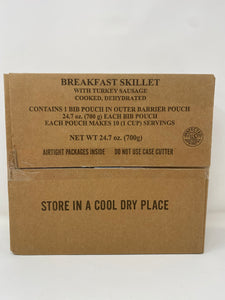 BREAKFAST SKILLET
WITH TURKEY SAUSAGE
COOKED, DEHYDRATED
CONTAINS 1 BIB POUCH IN OUTER BARRIER POUCH
24.7 oz. (700 g) EACH BIB POUCH
EACH POUCH MAKES 10 (1 CUP) SERVINGS
NET WT 24.7 oz. (700g)
AIRTIGHT PACKAGES INSIDE DO NOT USE CASE CUTTER
STORE IN A COOL DRY PLACE